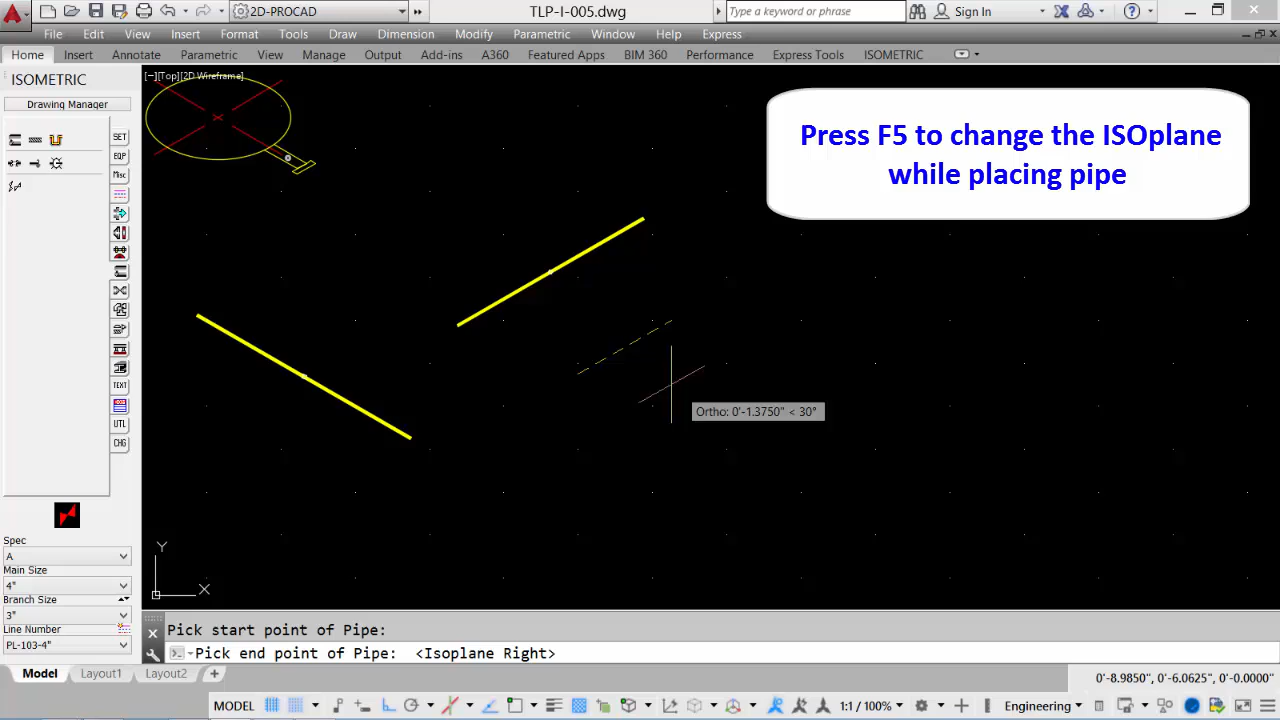 2D-PROCAD
TLP-I-005.dwg
Type a keyword or phrase
Sign In
File Edit View Insert Format Tools Draw Dimension Modify Parametric Window Help Express
Home Insert Annotate Parametric View Manage Output Add-ins A360 Featured Apps BIM 360 Performance Express Tools ISOMETRIC
ISOMETRIC
[−][Top][2D Wireframe]
Drawing Manager
SET
EQP
Misc
TEXT
UTL
CHG
Press F5 to change the ISOplane
while placing pipe
Ortho: 0'-1.3750" < 30°
Y
X
Spec
A
Main Size
4"
Branch Size
3"
Line Number
PL-103-4"
Pick start point of Pipe:
Pick end point of Pipe: <Isoplane Right>
Model Layout1 Layout2 +
0'-8.9850", 0'-6.0625", 0'-0.0000"
MODEL
1:1 / 100%
Engineering